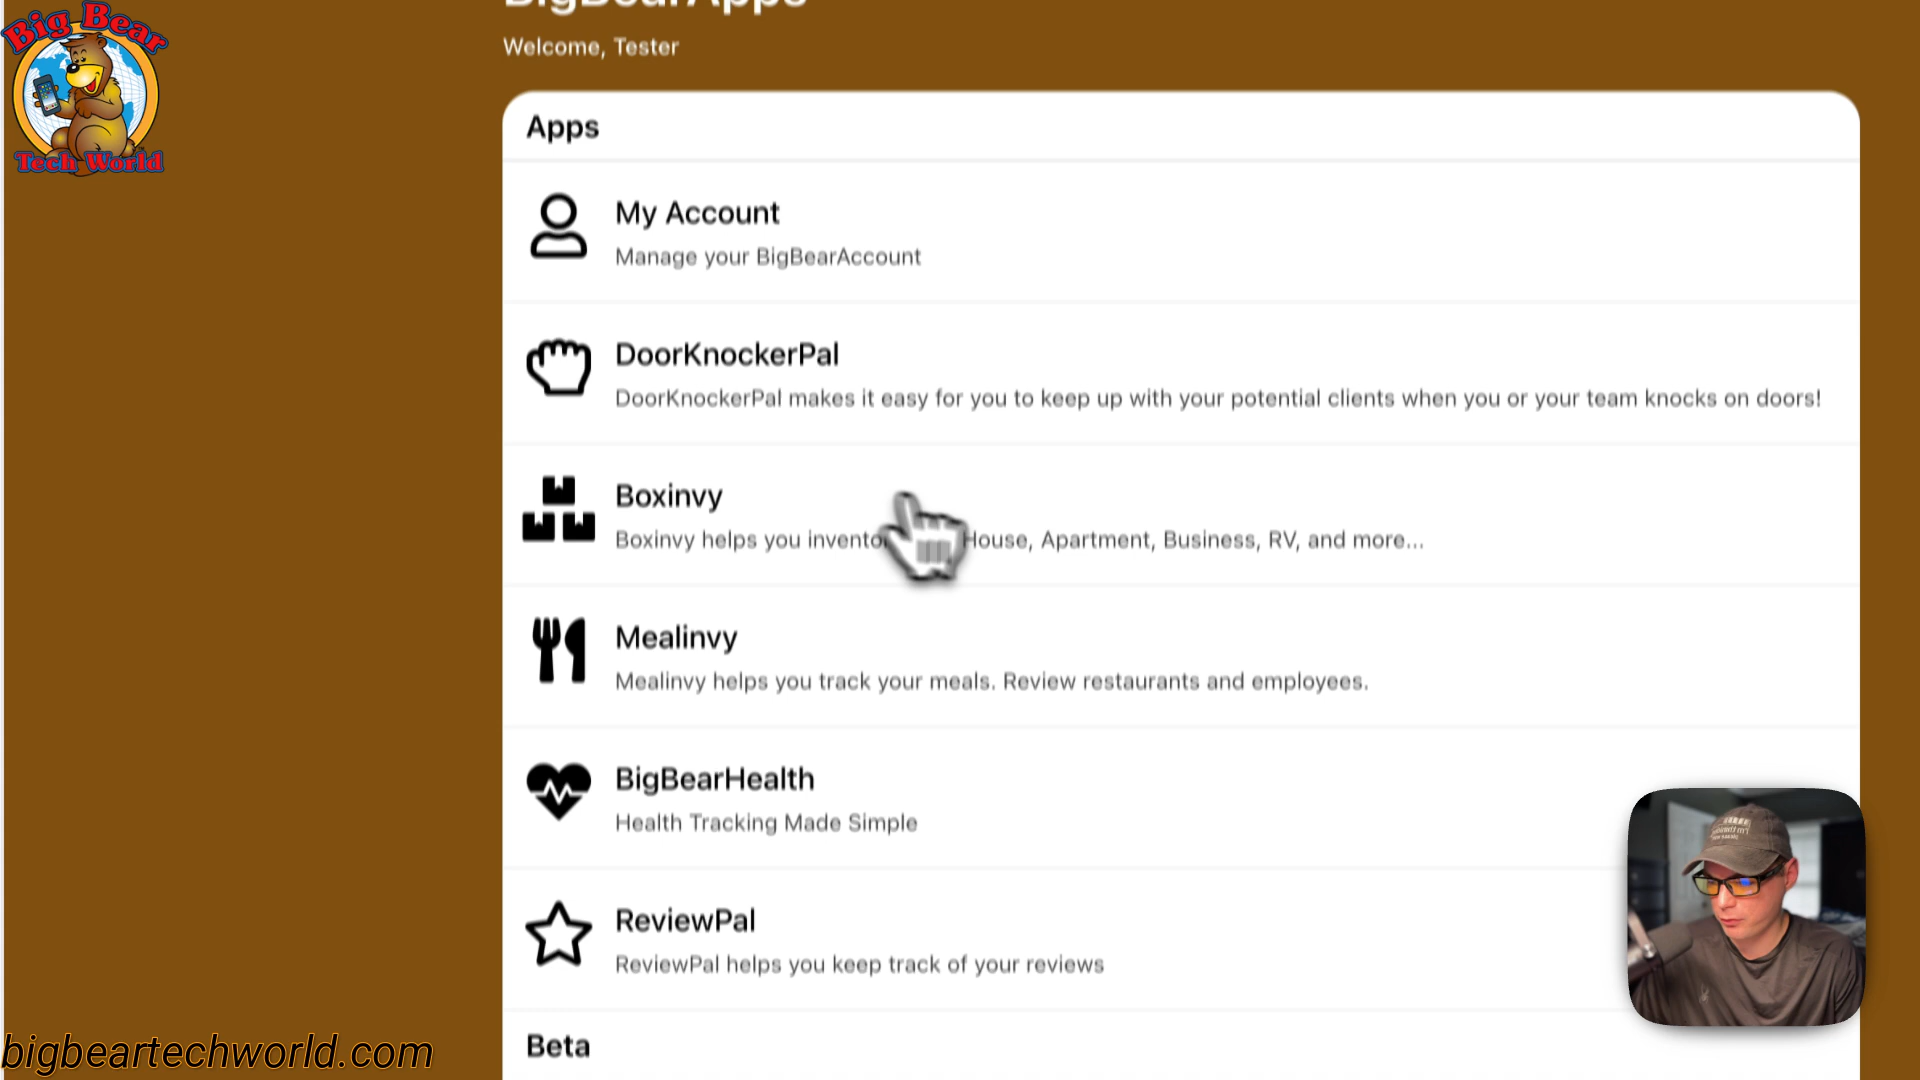 Big Bear
Tech World
BigBearApps
Welcome, Tester
Apps
My Account
Manage your BigBearAccount
DoorKnockerPal
DoorKnockerPal makes it easy for you to keep up with your potential clients when you or your team knocks on doors!
Boxinvy
Boxinvy helps you House, Apartment, Business, RV, and more...
Mealinvy
Mealinvy helps you track your meals. Review restaurants and employees.
BigBearHealth
Health Tracking Made Simple
ReviewPal
ReviewPal helps you keep track of your reviews
Beta
bigbeartechworld.com